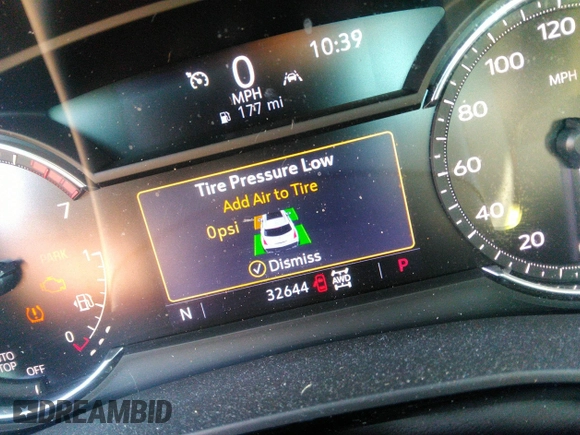 10:39
0
MPH
177 mi
120
100
MPH
80
60
40
20
7
Tire Pressure Low
Add Air to Tire
0psi
Dismiss
DARK
1
0
N
32644
AWD
P
AUTO
STOP
OFF
DREAMBID